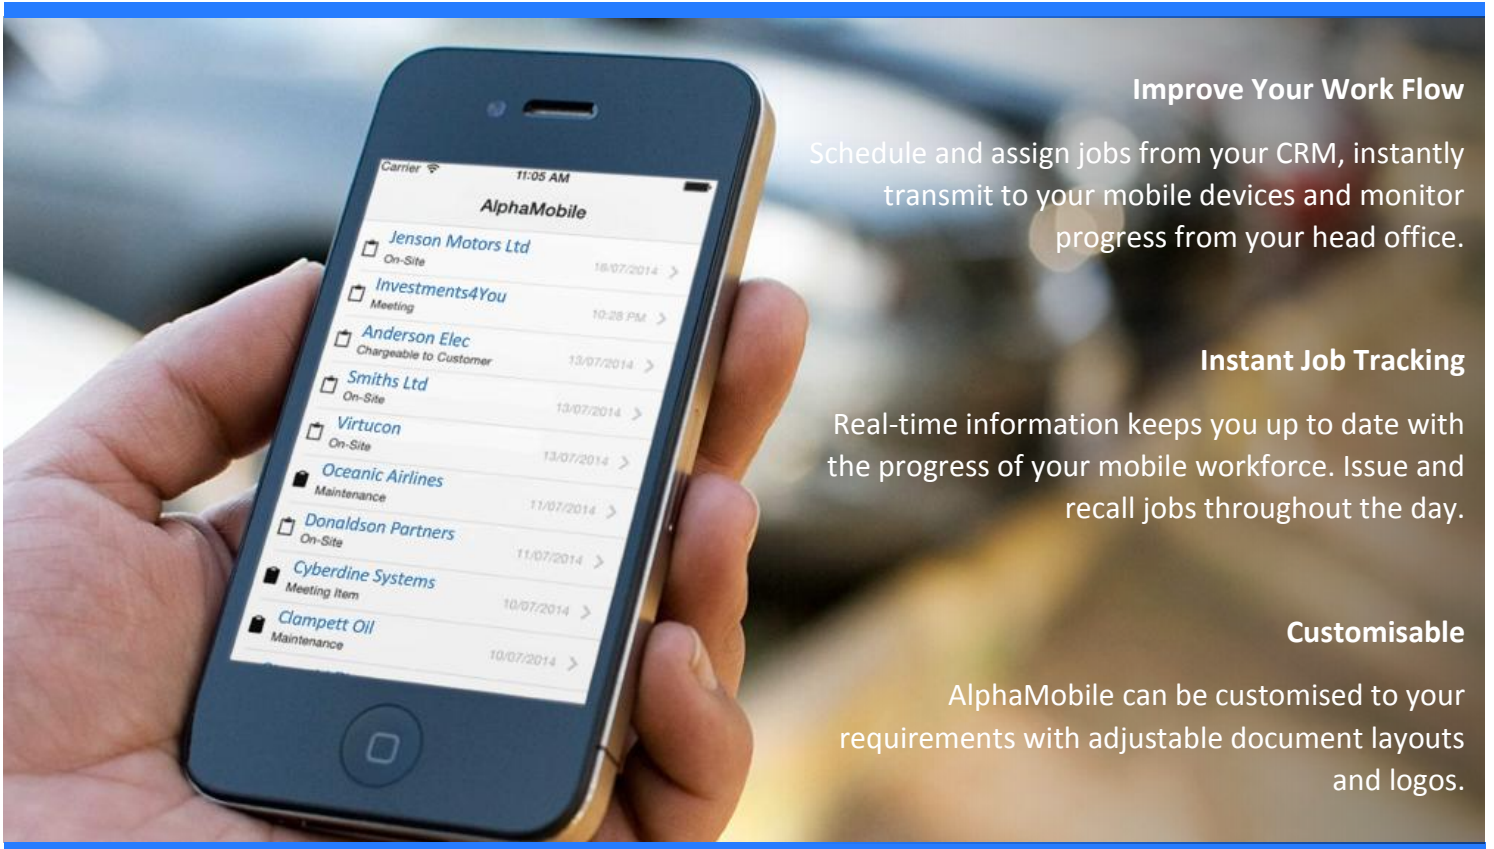 Carrier
11:05 AM
AlphaMobile
Jenson Motors Ltd
On-Site
18/07/2014
Investments4You
Meeting
10:28 PM
Anderson Elec
Chargeable to Customer
13/07/2014
Smiths Ltd
On-Site
13/07/2014
Virtucon
On-Site
13/07/2014
Oceanic Airlines
Maintenance
11/07/2014
Donaldson Partners
On-Site
11/07/2014
Cyberdine Systems
Meeting Item
10/07/2014
Clampett Oil
Maintenance
10/07/2014
Improve Your Work Flow
Schedule and assign jobs from your CRM, instantly
transmit to your mobile devices and monitor
progress from your head office.
Instant Job Tracking
Real-time information keeps you up to date with
the progress of your mobile workforce. Issue and
recall jobs throughout the day.
Customisable
AlphaMobile can be customised to your
requirements with adjustable document layouts
and logos.